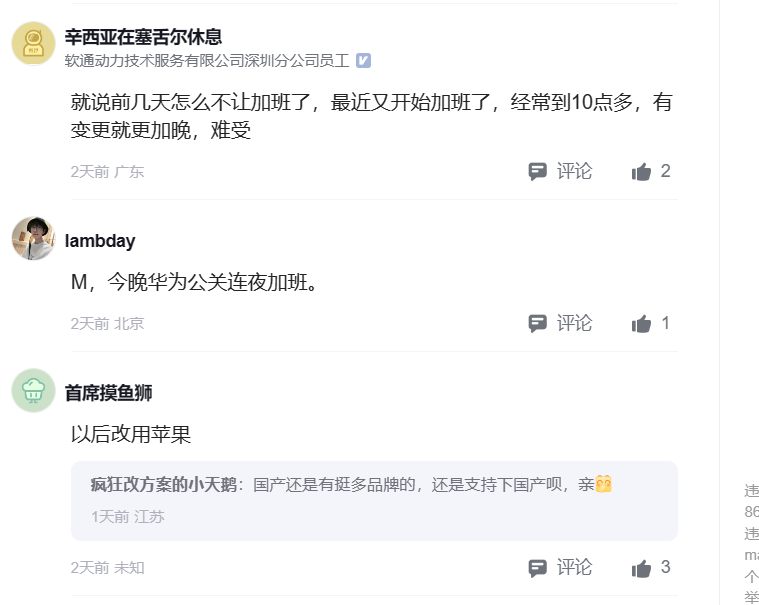 辛西亚在塞舌尔休息
软通动力技术服务有限公司深圳分公司员工
就说前几天怎么不让加班了，最近又开始加班了，经常到10点多，有
变更就更加晚，难受
2天前 广东
评论 2
lambday
M，今晚华为公关连夜加班。
2天前 北京
评论 1
首席摸鱼狮
以后改用苹果
疯狂改方案的小天鹅：国产还是有挺多品牌的，还是支持下国产呗，亲
1天前 江苏
2天前 未知
评论 3
违
86
违
ma
个
举